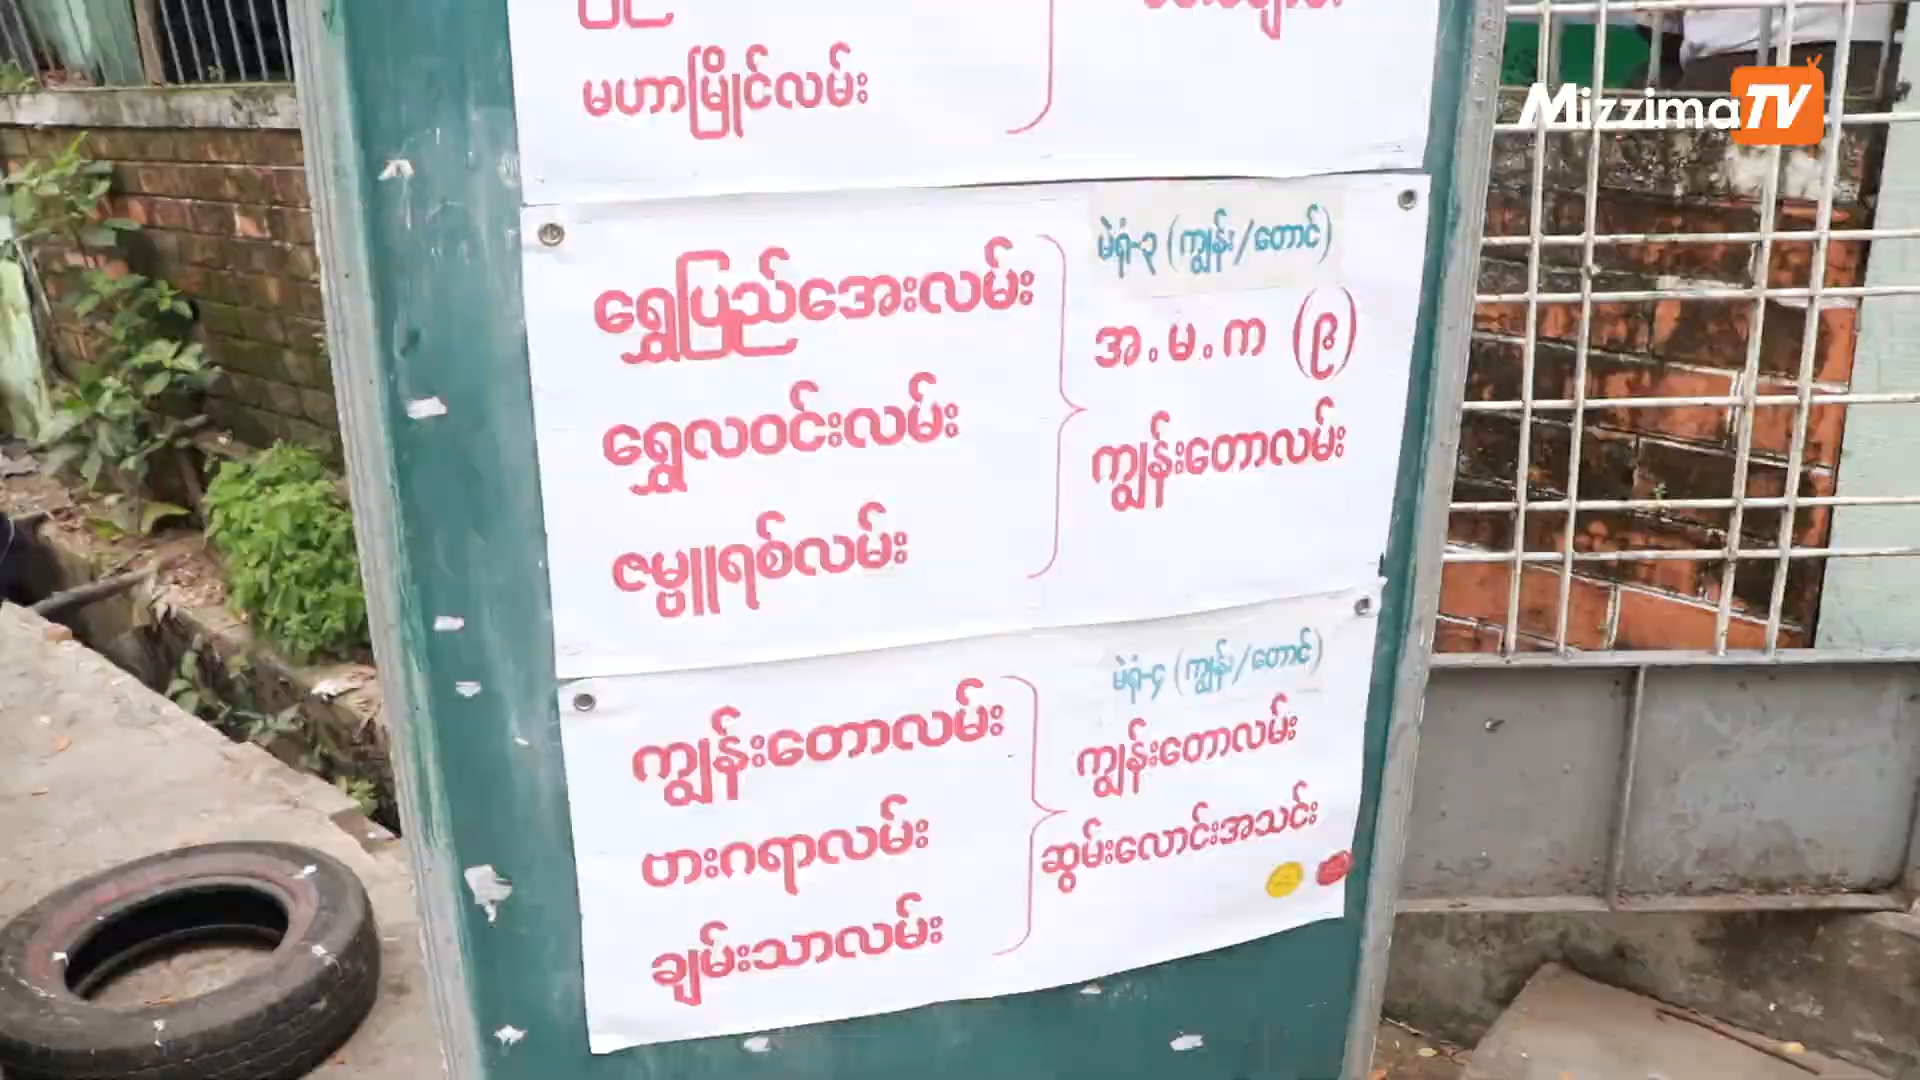 မဟာမြိုင်လမ်း
MizzimaTV
ရွှေပြည်အေးလမ်း
ရွှေလဝင်းလမ်း
ဇမ္ဗူူရစ်လမ်း
မဲရုံ-၃ (ကျွန်း/တောင်)
အ.မ.က (၉)
ကျွန်းတောလမ်း
ကျွန်းတောလမ်း
ဗားဂရာလမ်း
ချမ်းသာလမ်း
မဲရုံ-၄ (ကျွန်း/တောင်)
ကျွန်းတောလမ်း
ဆွမ်းလောင်းအသင်း